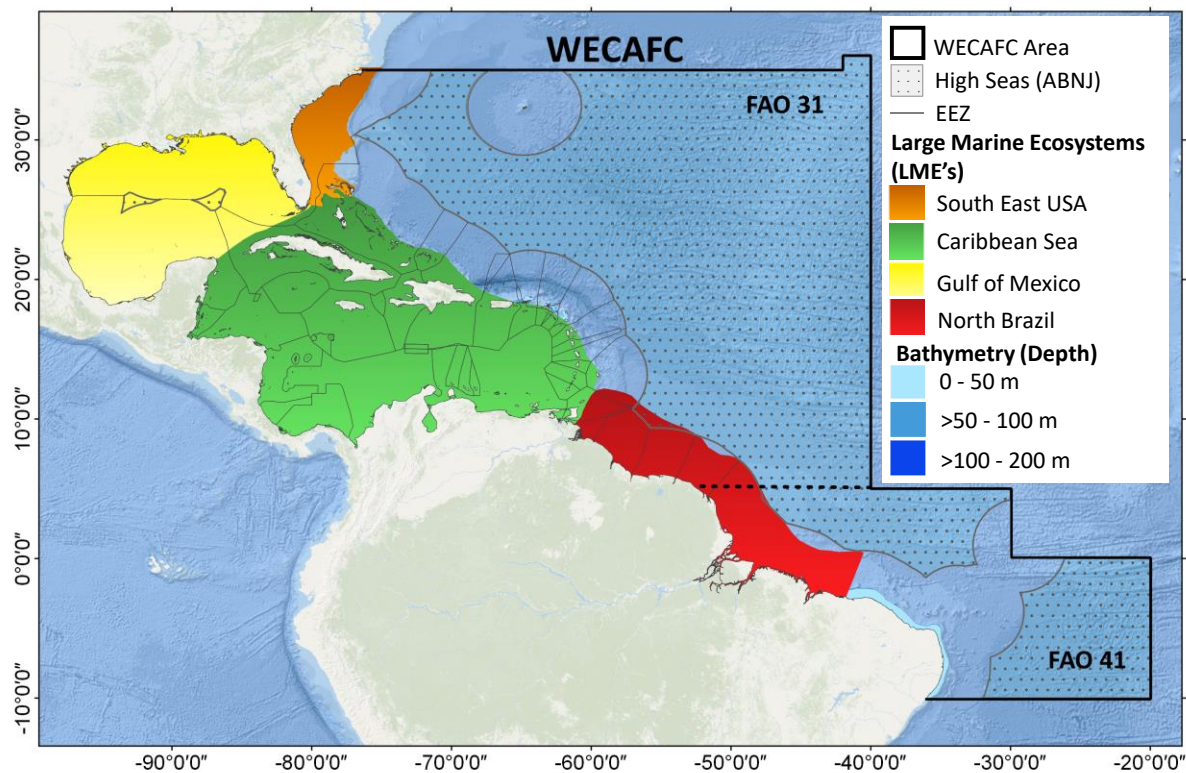 WECAFC
FAO 31
FAO 41
WECAFC Area
High Seas (ABNJ)
EEZ
Large Marine Ecosystems
(LME's)
South East USA
Caribbean Sea
Gulf of Mexico
North Brazil
Bathymetry (Depth)
0 - 50 m
>50 - 100 m
>100 - 200 m
30°0'0"
20°0'0"
10°0'0"
0°0'0"
-10°0'0"
-90°0'0"
-80°0'0"
-70°0'0"
-60°0'0"
-50°0'0"
-40°0'0"
-30°0'0"
-20°0'0"